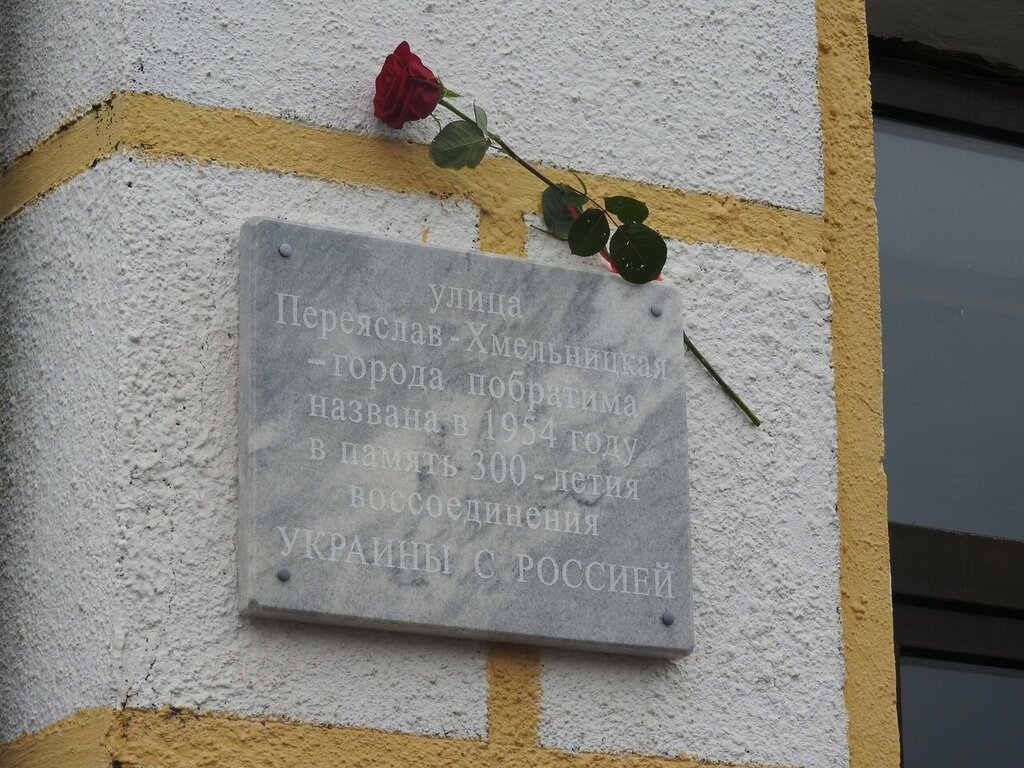 улица
Переяслав-Хмельницкая
–города побратима
названа в 1954 году
в память 300-летия
воссоединения
УКРАИНЫ С РОССИЕЙ